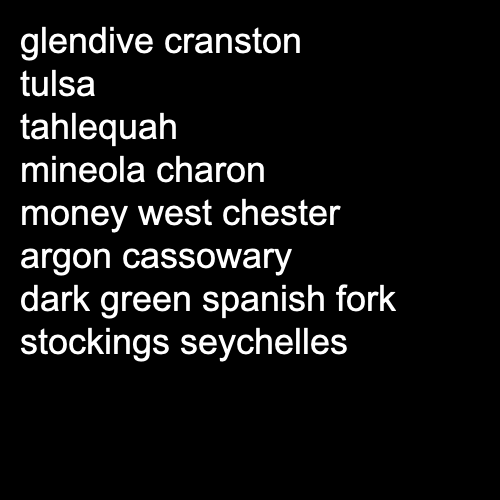 glendive cranston
tulsa
tahlequah
mineola charon
money west chester
argon cassowary
dark green spanish fork
stockings seychelles